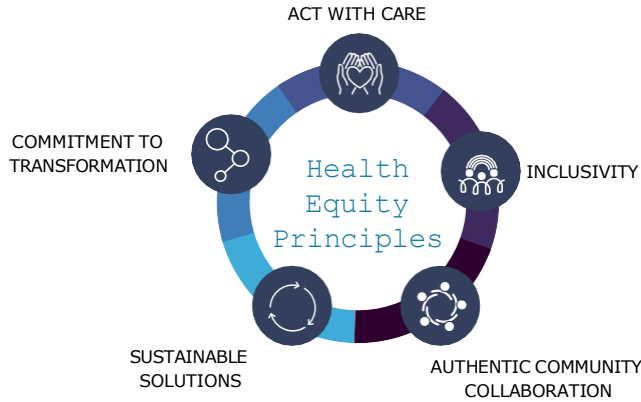 ACT WITH CARE
COMMITMENT TO
TRANSFORMATION
Health
Equity
Principles
INCLUSIVITY
SUSTAINABLE
SOLUTIONS
AUTHENTIC COMMUNITY
COLLABORATION